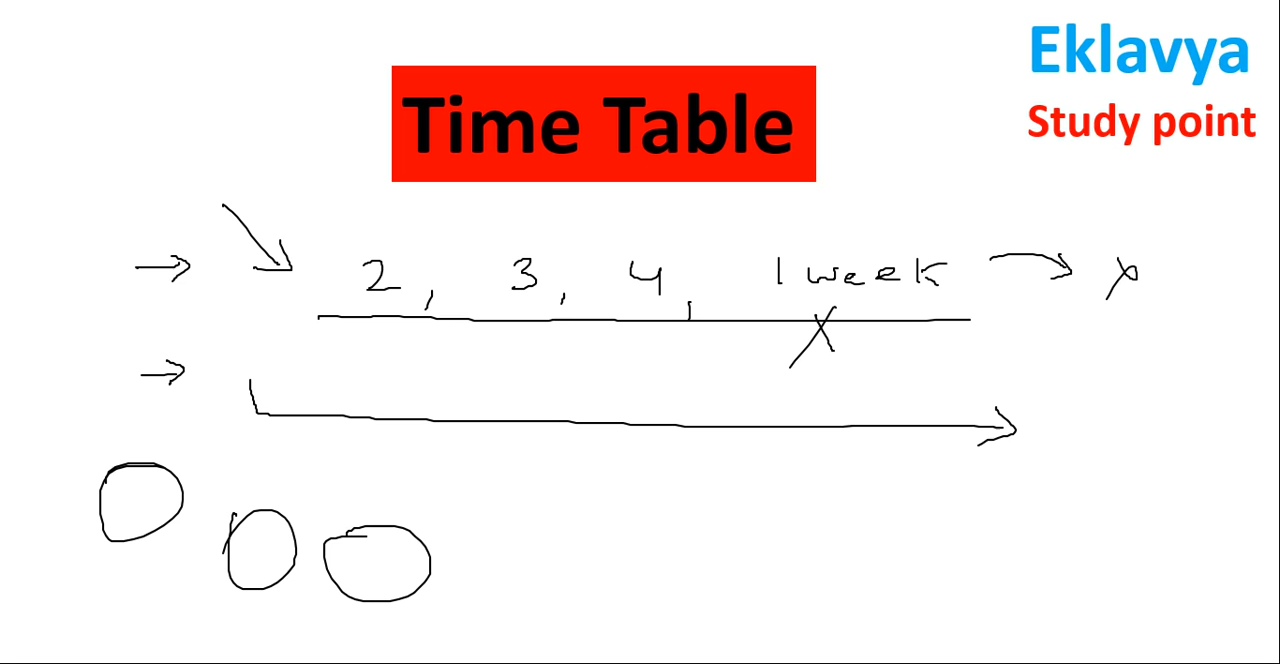 Eklavya
Study point
Time Table
2, 3, 4, 1 week x
x